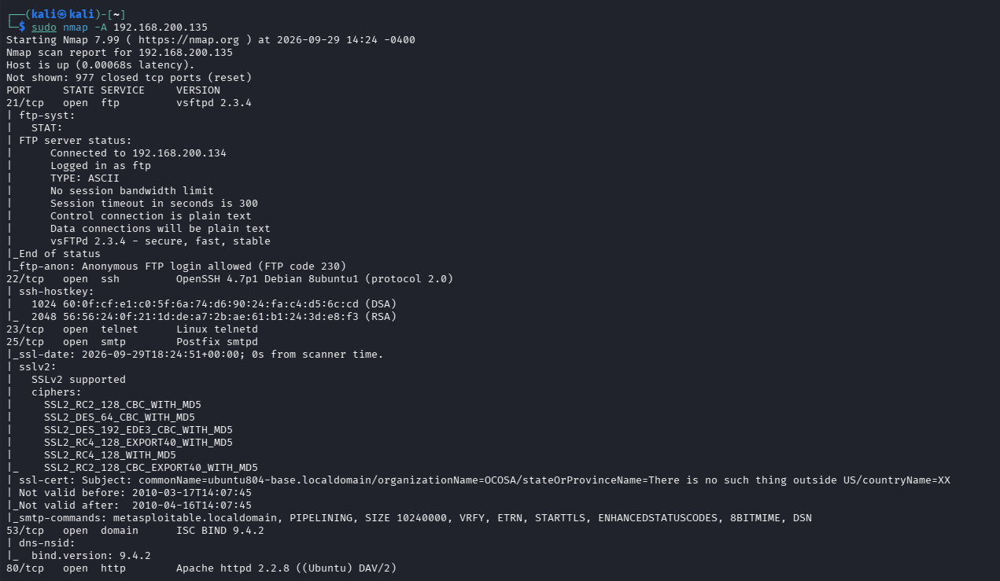 ┌──(kali㉿kali)-[~]
└─$ sudo nmap -A 192.168.200.135
Starting Nmap 7.99 ( https://nmap.org ) at 2026-09-29 14:24 -0400
Nmap scan report for 192.168.200.135
Host is up (0.00068s latency).
Not shown: 977 closed tcp ports (reset)
PORT     STATE SERVICE     VERSION
21/tcp   open  ftp         vsftpd 2.3.4
| ftp-syst:
|   STAT:
| FTP server status:
|      Connected to 192.168.200.134
|      Logged in as ftp
|      TYPE: ASCII
|      No session bandwidth limit
|      Session timeout in seconds is 300
|      Control connection is plain text
|      Data connections will be plain text
|      vsFTPd 2.3.4 - secure, fast, stable
|_End of status
|_ftp-anon: Anonymous FTP login allowed (FTP code 230)
22/tcp   open  ssh         OpenSSH 4.7p1 Debian 8ubuntu1 (protocol 2.0)
| ssh-hostkey:
|   1024 60:0f:cf:e1:c0:5f:6a:74:d6:90:24:fa:c4:d5:6c:cd (DSA)
|_  2048 56:56:24:0f:21:1d:de:a7:2b:ae:61:b1:24:3d:e8:f3 (RSA)
23/tcp   open  telnet      Linux telnetd
25/tcp   open  smtp        Postfix smtpd
|_ssl-date: 2026-09-29T18:24:51+00:00; 0s from scanner time.
| sslv2:
|   SSLv2 supported
|   ciphers:
|     SSL2_RC2_128_CBC_WITH_MD5
|     SSL2_DES_64_CBC_WITH_MD5
|     SSL2_DES_192_EDE3_CBC_WITH_MD5
|     SSL2_RC4_128_EXPORT40_WITH_MD5
|     SSL2_RC4_128_WITH_MD5
|_    SSL2_RC2_128_CBC_EXPORT40_WITH_MD5
| ssl-cert: Subject: commonName=ubuntu804-base.localdomain/organizationName=OCOSA/stateOrProvinceName=There is no such thing outside US/countryName=XX
| Not valid before: 2010-03-17T14:07:45
|_Not valid after:  2010-04-16T14:07:45
|_smtp-commands: metasploitable.localdomain, PIPELINING, SIZE 10240000, VRFY, ETRN, STARTTLS, ENHANCEDSTATUSCODES, 8BITMIME, DSN
53/tcp   open  domain      ISC BIND 9.4.2
| dns-nsid:
|_  bind.version: 9.4.2
80/tcp   open  http        Apache httpd 2.2.8 ((Ubuntu) DAV/2)